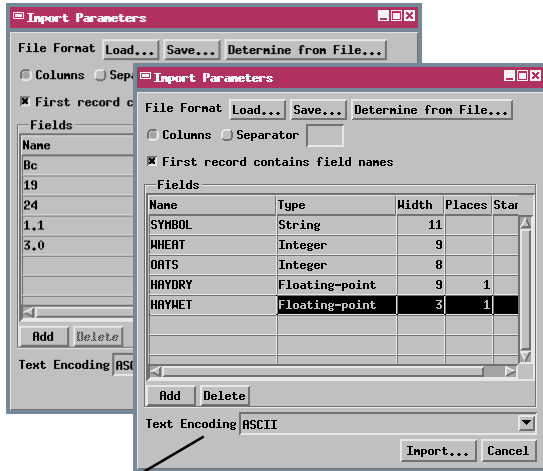 Import Parameters
File Format Load... Save... Determine from File...
Columns
First record
Fields
Name
Bc
19
24
1.1
3.0
Add Delete
Text Encoding
Import Parameters
File Format Load... Save... Determine from File...
Columns Separator
First record contains field names
Fields
Name Type Width Places
SYMBOL String 11
WHEAT Integer 9
OATS Integer 8
HAYDRY Floating-point 9 1
HAYWET Floating-point 3 1
Add Delete
Text Encoding ASCII
Import... Cancel